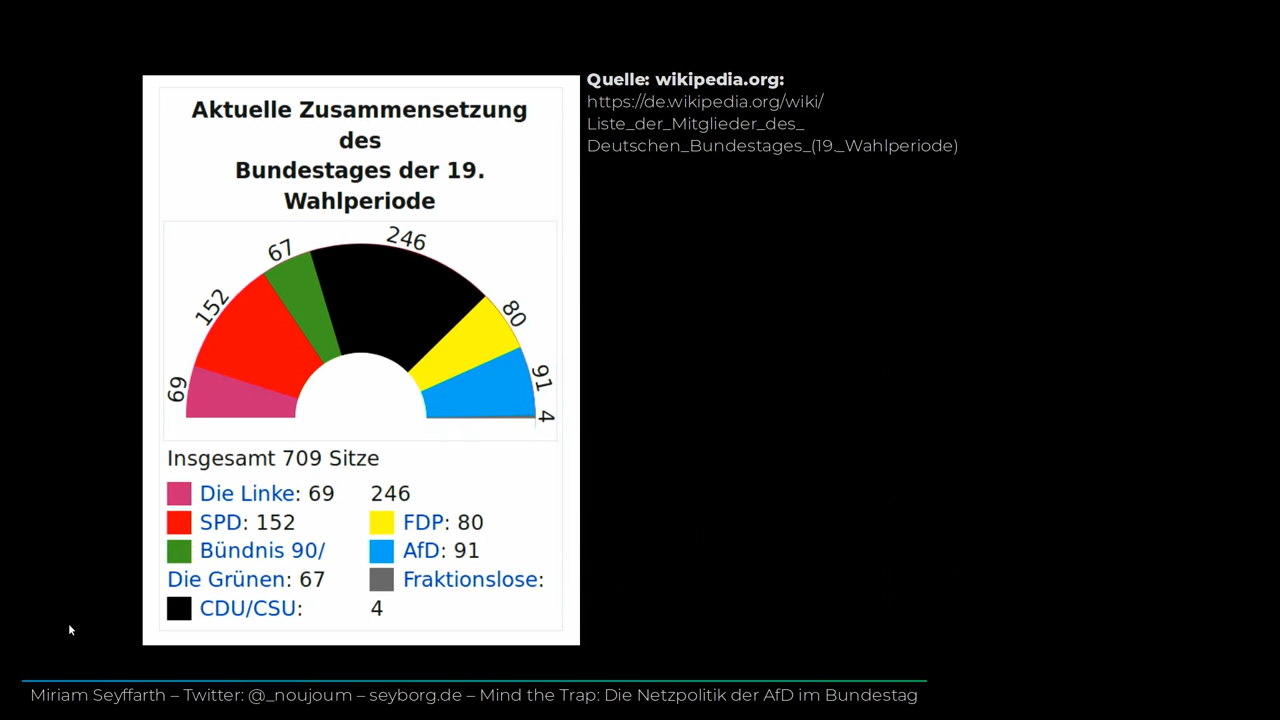 Aktuelle Zusammensetzung
des
Bundestages der 19.
Wahlperiode
69
152
67
246
80
91
4
Insgesamt 709 Sitze
Die Linke: 69
SPD: 152
Bündnis 90/
Die Grünen: 67
CDU/CSU:
246
FDP: 80
AfD: 91
Fraktionslose:
4
Quelle: wikipedia.org:
https://de.wikipedia.org/wiki/
Liste_der_Mitglieder_des_
Deutschen_Bundestages_(19._Wahlperiode)
Miriam Seyffarth – Twitter: @_noujoum – seyborg.de – Mind the Trap: Die Netzpolitik der AfD im Bundestag